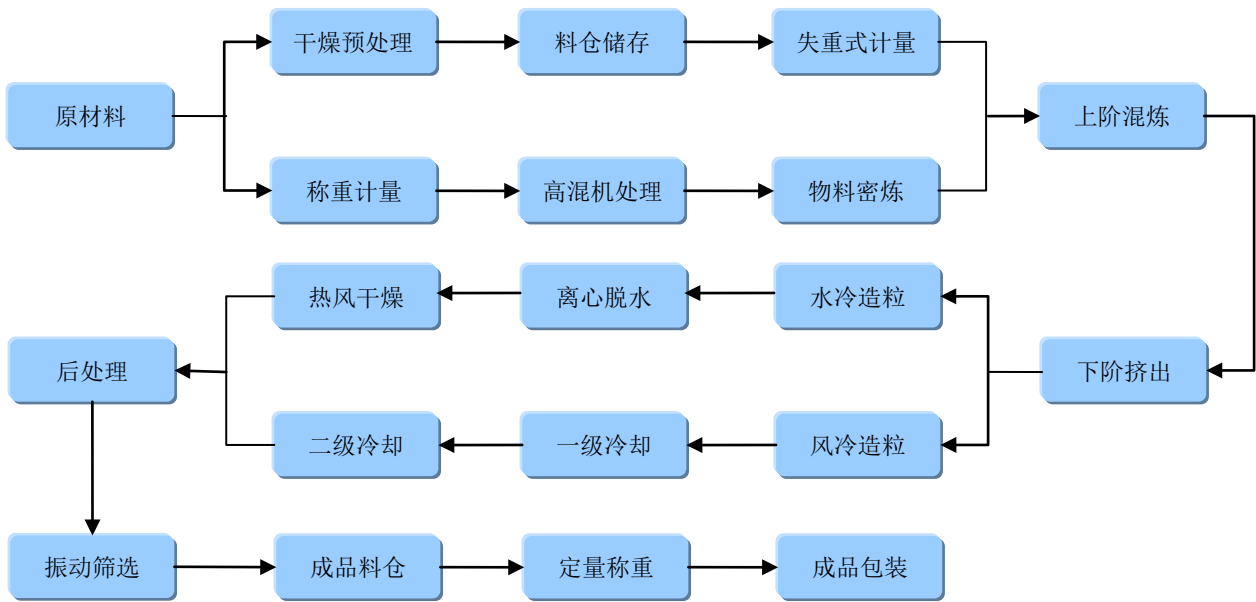 干燥预处理
料仓储存
失重式计量
原材料
上阶混炼
称重计量
高混机处理
物料密炼
热风干燥
离心脱水
水冷造粒
后处理
下阶挤出
二级冷却
一级冷却
风冷造粒
振动筛选
成品料仓
定量称重
成品包装